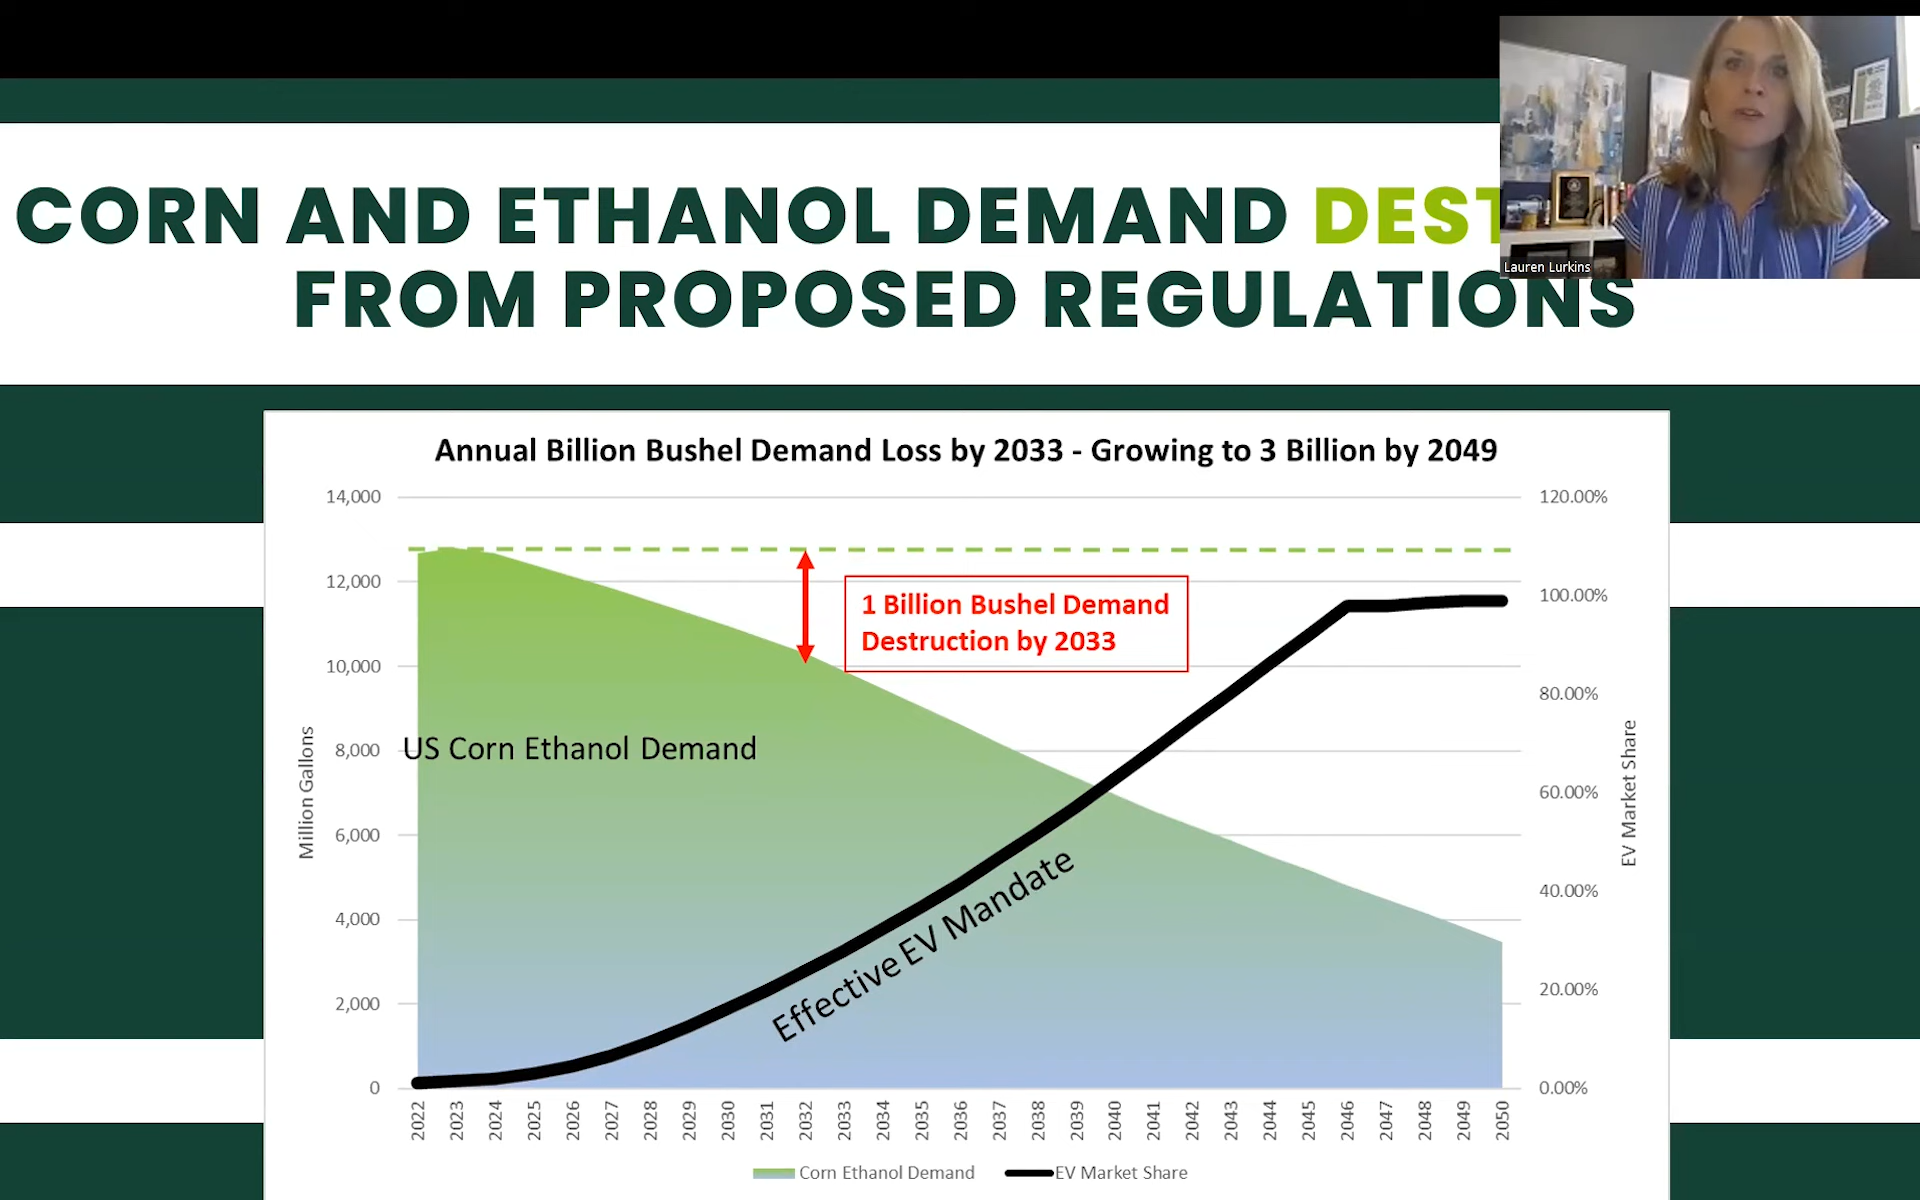 CORN AND ETHANOL DEMAND DEST
FROM PROPOSED REGULATIONS
Lauren Lurkins
Annual Billion Bushel Demand Loss by 2033 - Growing to 3 Billion by 2049
14,000
12,000
10,000
8,000
6,000
4,000
2,000
0
Million Gallons
120.00%
100.00%
80.00%
60.00%
40.00%
20.00%
0.00%
EV Market Share
1 Billion Bushel Demand
Destruction by 2033
US Corn Ethanol Demand
Effective EV Mandate
2022 2023 2024 2025 2026 2027 2028 2029 2030 2031 2032 2033 2034 2035 2036 2037 2038 2039 2040 2041 2042 2043 2044 2045 2046 2047 2048 2049 2050
Corn Ethanol Demand EV Market Share